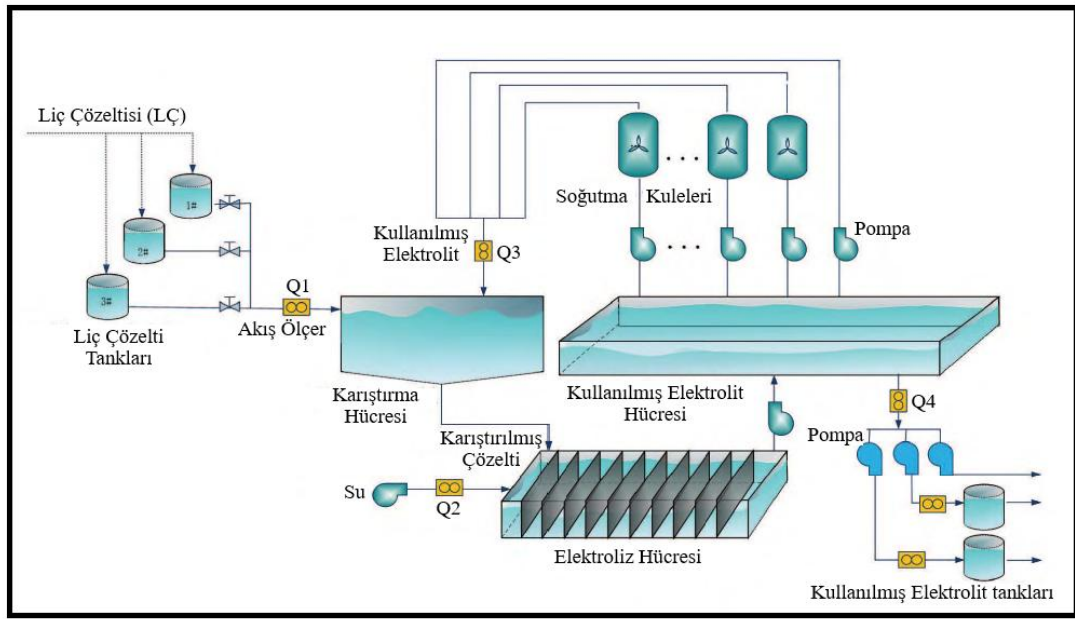 Liç Çözeltisi (LÇ)
1#
2#
3#
Liç Çözelti
Tankları
Q1
Akış Ölçer
Kullanılmış
Elektrolit
Q3
Soğutma Kuleleri
Pompa
Karıştırma
Hücresi
Kullanılmış Elektrolit
Hücresi
Q4
Karıştırılmış
Çözelti
Pompa
Su
Q2
Elektroliz Hücresi
Kullanılmış Elektrolit tankları